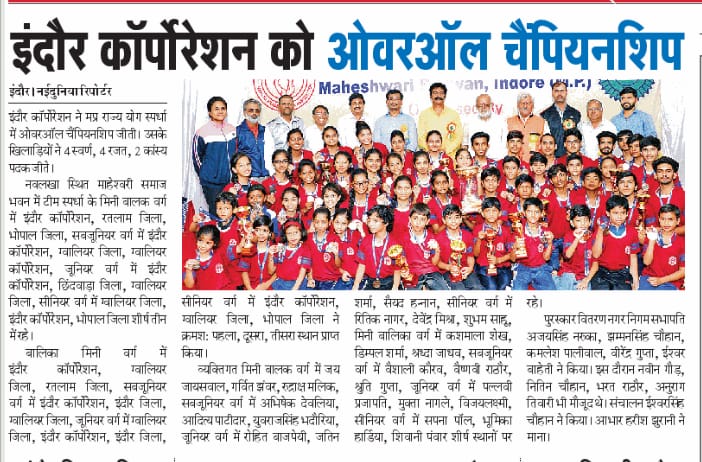 इंदौर कॉर्पोरेशन को ओवरऑल चैंपियनशिप
इंदौर। नईदुनिया रिपोर्टर
इंदौर कॉर्पोरेशन ने मप्र राज्य योग स्पर्धा
में ओवरऑल चैंपियनशिप जीती। उसके
खिलाड़ियों ने 4 स्वर्ण, 4 रजत, 2 कांस्य
पदक जीते।
नवलखा स्थित माहेश्वरी समाज
भवन में टीम स्पर्धा के मिनी बालक वर्ग
में इंदौर कॉर्पोरेशन, रतलाम जिला,
भोपाल जिला, सबजूनियर वर्ग में इंदौर
कॉर्पोरेशन, ग्वालियर जिला, ग्वालियर
कॉर्पोरेशन, जूनियर वर्ग में इंदौर
कॉर्पोरेशन, छिंदवाड़ा जिला, ग्वालियर
जिला, सीनियर वर्ग में ग्वालियर जिला,
इंदौर कॉर्पोरेशन, भोपाल जिला शीर्ष तीन
में रहे।
बालिका मिनी वर्ग में
इंदौर कॉर्पोरेशन, ग्वालियर
जिला, रतलाम जिला, सबजूनियर
वर्ग में इंदौर कॉर्पोरेशन, इंदौर जिला,
ग्वालियर जिला, जूनियर वर्ग में ग्वालियर
जिला, इंदौर कॉर्पोरेशन, इंदौर जिला,
Maheshwari Indore (M.P.)
सीनियर वर्ग में इंदौर कॉर्पोरेशन,
ग्वालियर जिला, भोपाल जिला ने
क्रमश: पहला, दूसरा, तीसरा स्थान प्राप्त
किया।
व्यक्तिगत मिनी बालक वर्ग में जय
जायसवाल, गर्वित झंवर, रुद्राक्ष मलिक,
सबजूनियर वर्ग में अभिषेक देवलिया,
आदित्य पाटीदार, युवराजसिंह भदौरिया,
जूनियर वर्ग में रोहित वाजपेयी, जतिन
शर्मा, सैयद हन्नान, सीनियर वर्ग में
रितिक नागर, देवेंद्र मिश्रा, शुभम साहू,
मिनी बालिका वर्ग में कशमाला शेख,
डिम्पल शर्मा, श्रध्दा जाधव, सबजूनियर
वर्ग में वैशाली कौरव, वैष्णवी राठौर,
श्रुति गुप्ता, जूनियर वर्ग में पल्लवी
प्रजापति, मुक्ता नागले, विजयलक्ष्मी,
सीनियर वर्ग में सपना पॉल, भूमिका
हार्डिया, शिवानी पंवार शीर्ष स्थानों पर
रहे।
पुरस्कार वितरण नगर निगम सभापति
अजयसिंह नरूका, झम्मनसिंह चौहान,
कमलेश पालीवाल, वीरेंद्र गुप्ता, ईश्वर
वाहेती ने किया। इस दौरान नवीन गौड़,
नितिन चौहान, भरत राठौर, अनुराग
तिवारी भी मौजूद थे। संचालन ईश्वरसिंह
चौहान ने किया। आभार हरीश झुरानी ने
माना।